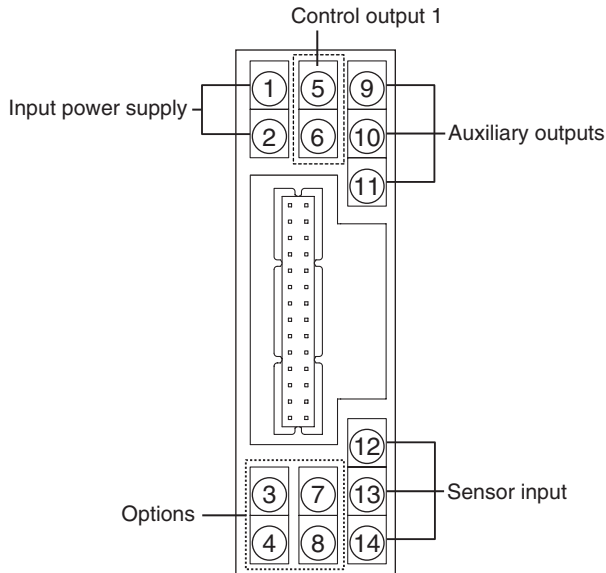 Control output 1
1 5 9
Input power supply
2 6 10 Auxiliary outputs
11
12
3 7 13 Sensor input
Options
4 8 14